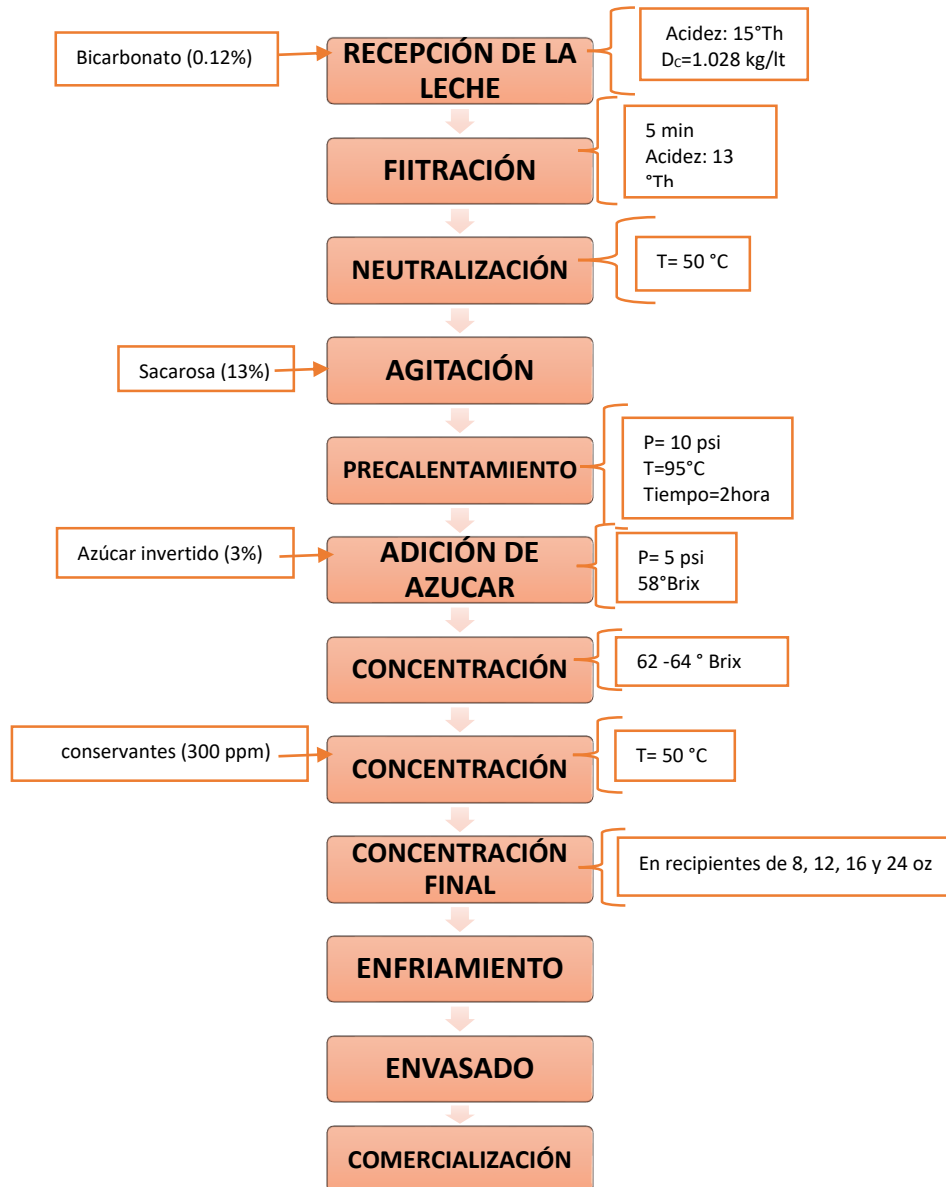 Bicarbonato (0.12%)
RECEPCIÓN DE LA
LECHE
Acidez: 15°Th
Dc=1.028 kg/lt
FIITRACIÓN
5 min
Acidez: 13
°Th
NEUTRALIZACIÓN
T= 50 °C
Sacarosa (13%)
AGITACIÓN
PRECALENTAMIENTO
P= 10 psi
T=95°C
Tiempo=2hora
Azúcar invertido (3%)
ADICIÓN DE
AZUCAR
P= 5 psi
58°Brix
CONCENTRACIÓN
62 -64 ° Brix
conservantes (300 ppm)
CONCENTRACIÓN
T= 50 °C
CONCENTRACIÓN
FINAL
En recipientes de 8, 12, 16 y 24 oz
ENFRIAMIENTO
ENVASADO
COMERCIALIZACIÓN